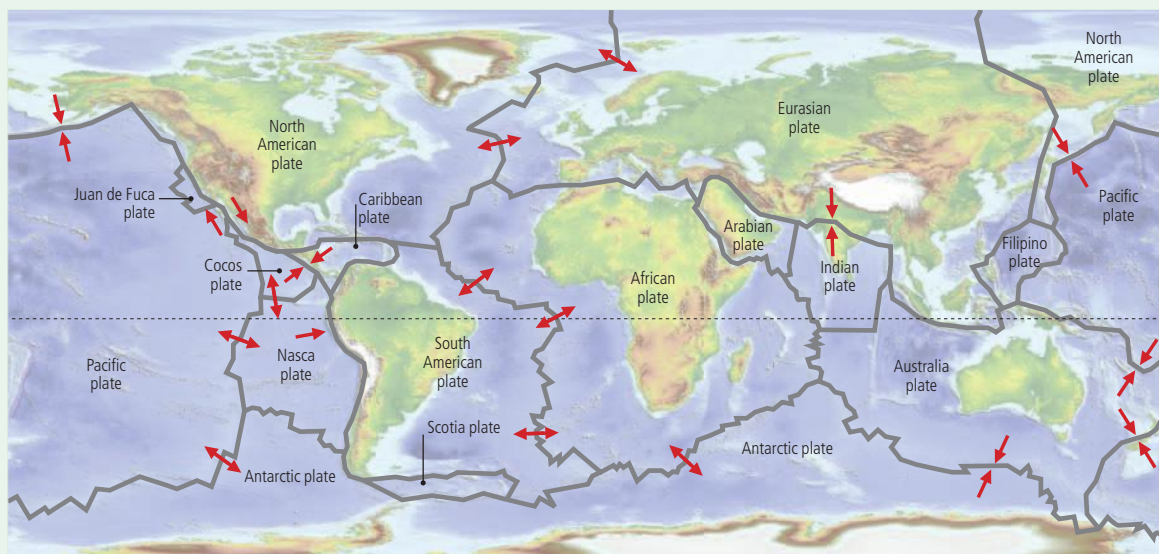 North
American
plate
Eurasian
plate
North
American
plate
Juan de Fuca
plate
Caribbean
plate
Pacific
plate
Arabian
plate
Filipino
plate
Cocos
plate
African
plate
Indian
plate
Nasca
plate
South
American
plate
Pacific
plate
Australia
plate
Scotia plate
Antarctic plate
Antarctic plate